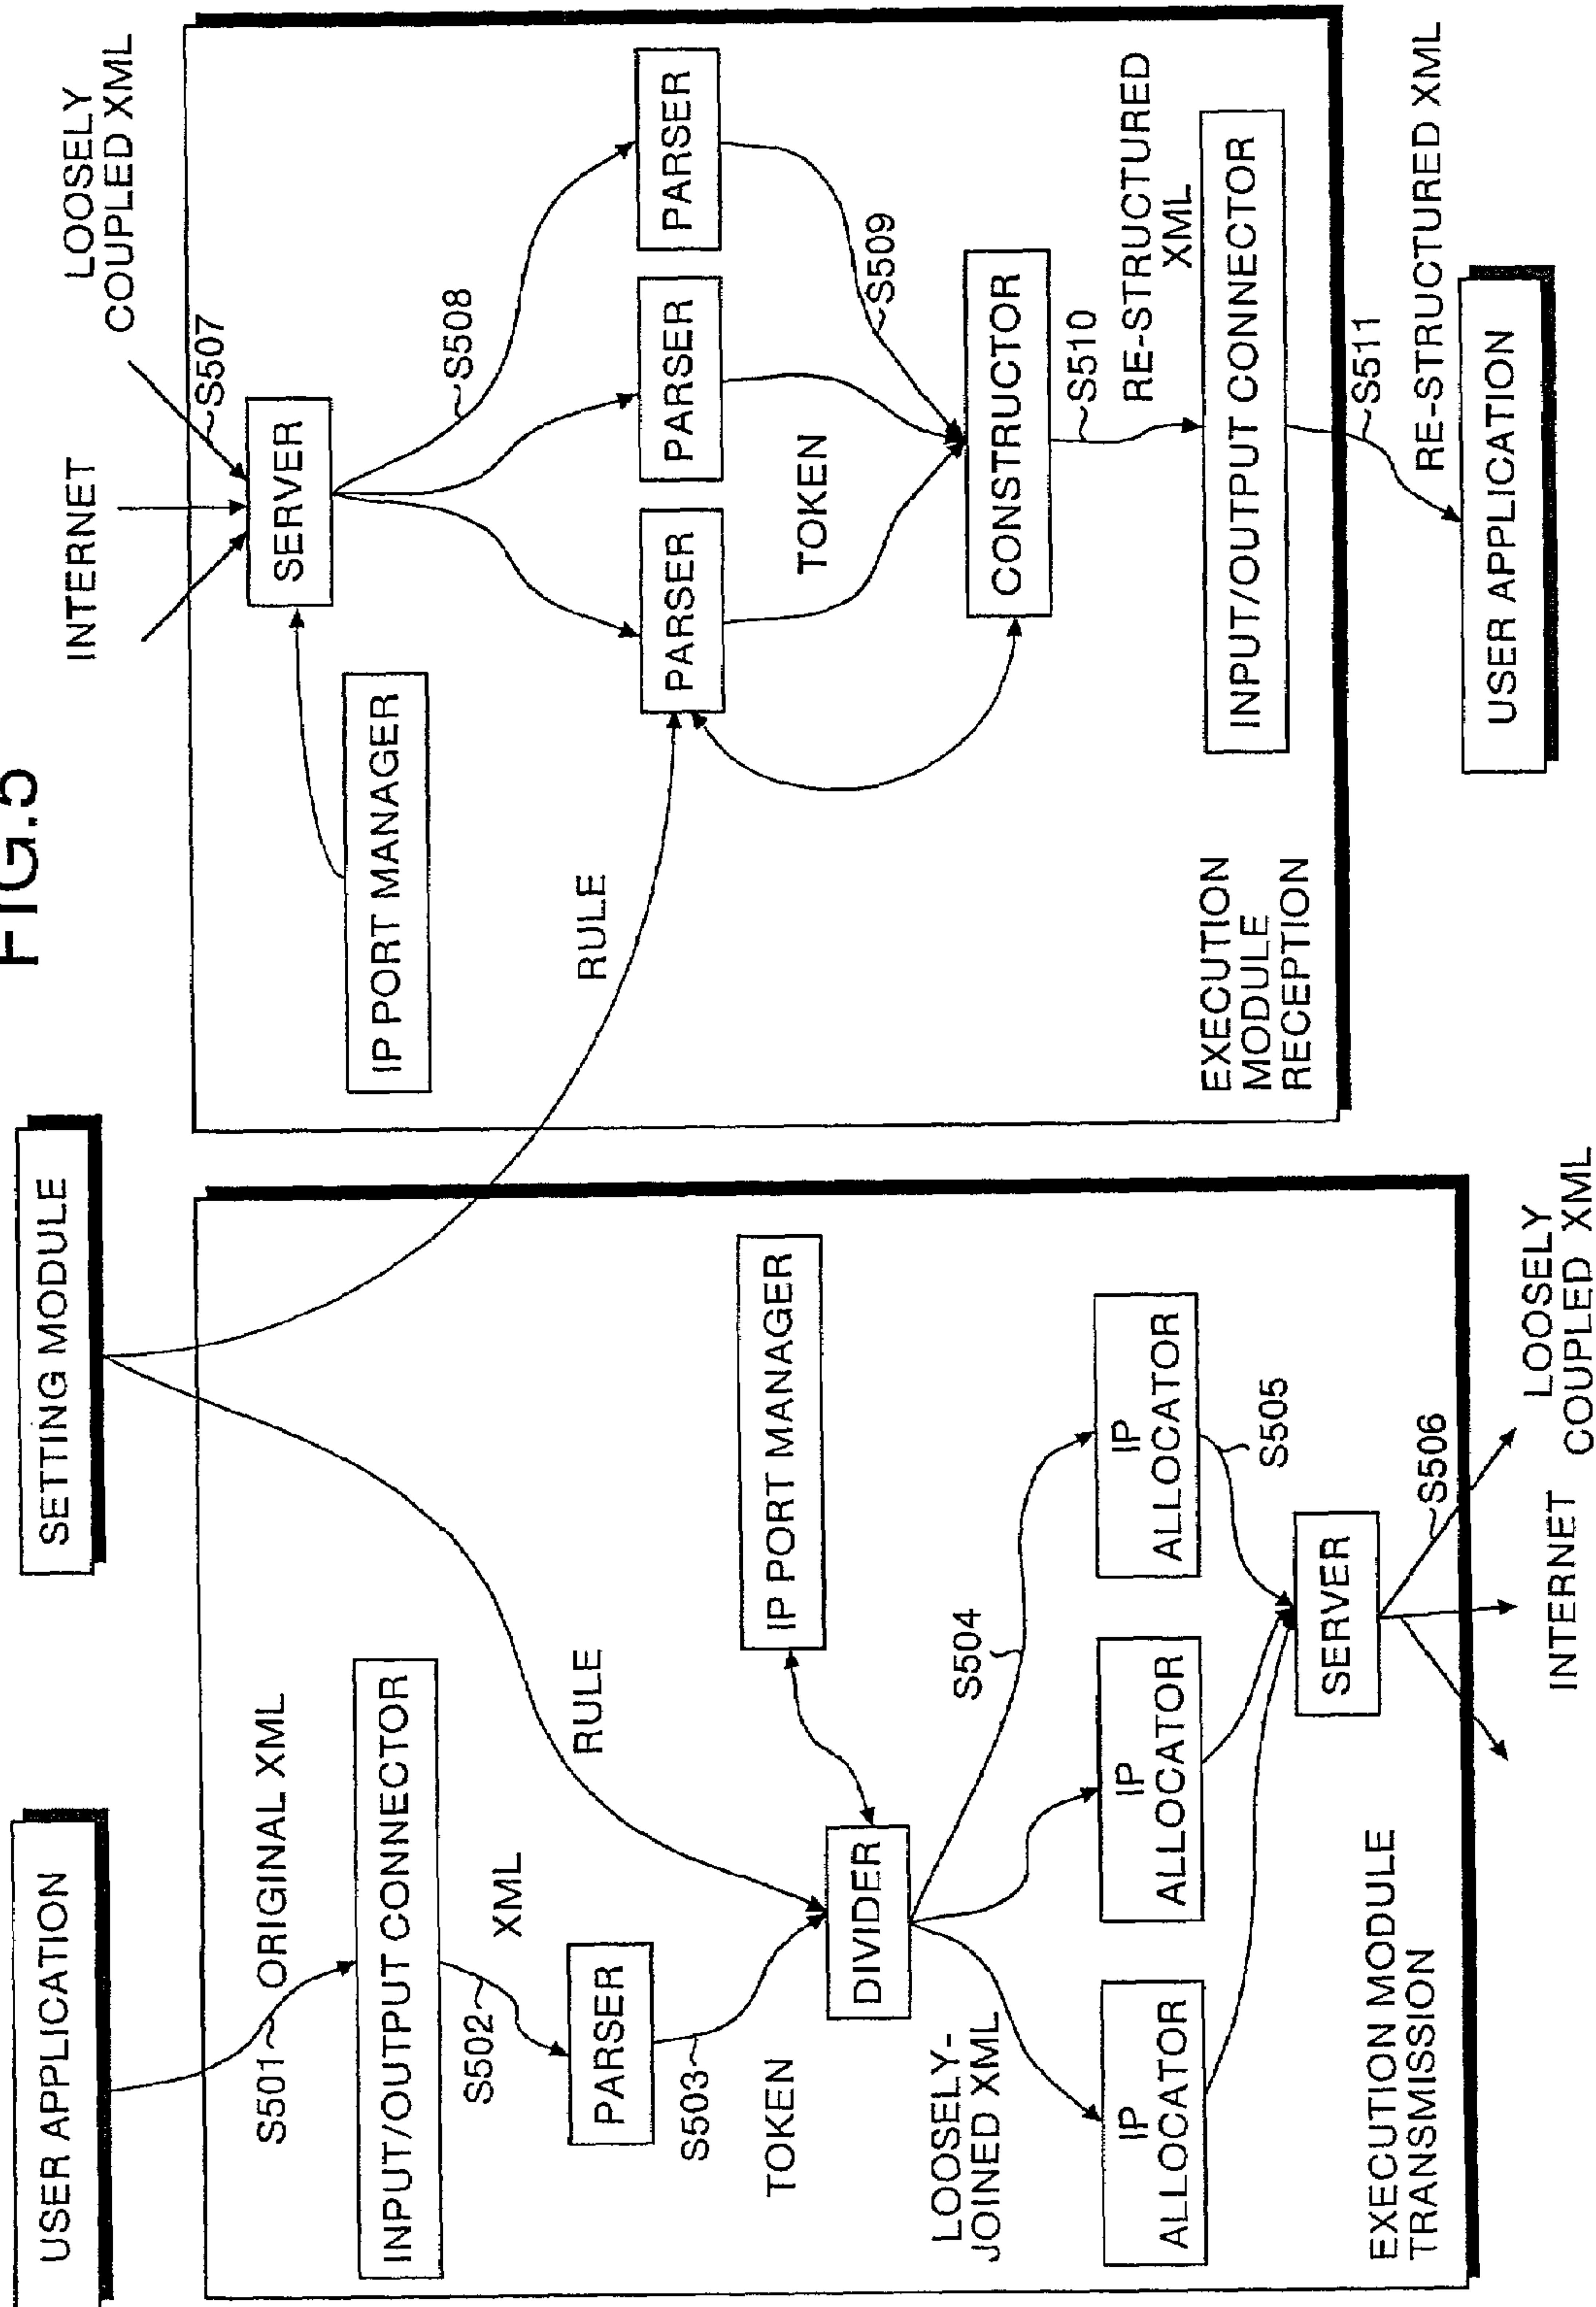 FIG.5
USER APPLICATION
SETTING MODULE
S501
ORIGINAL XML
INPUT/OUTPUT CONNECTOR
S502
XML
PARSER
S503
TOKEN
RULE
DIVIDER
IP PORT MANAGER
LOOSELY-
JOINED XML
S504
IP
ALLOCATOR
IP
ALLOCATOR
IP
ALLOCATOR
S505
SERVER
S506
EXECUTION MODULE
TRANSMISSION
INTERNET
LOOSELY
COUPLED XML
INTERNET
LOOSELY
COUPLED XML
S507
SERVER
IP PORT MANAGER
S508
RULE
PARSER
PARSER
PARSER
TOKEN
S509
CONSTRUCTOR
S510
RE-STRUCTURED
XML
INPUT/OUTPUT CONNECTOR
EXECUTION
MODULE
RECEPTION
S511
RE-STRUCTURED XML
USER APPLICATION